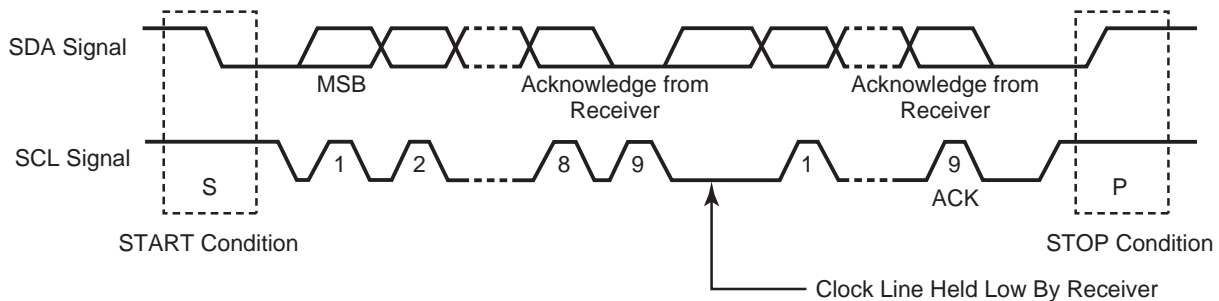 SDA Signal
MSB
Acknowledge from
Receiver
Acknowledge from
Receiver
SCL Signal
S
1
2
8
9
1
9
ACK
P
START Condition
STOP Condition
Clock Line Held Low By Receiver